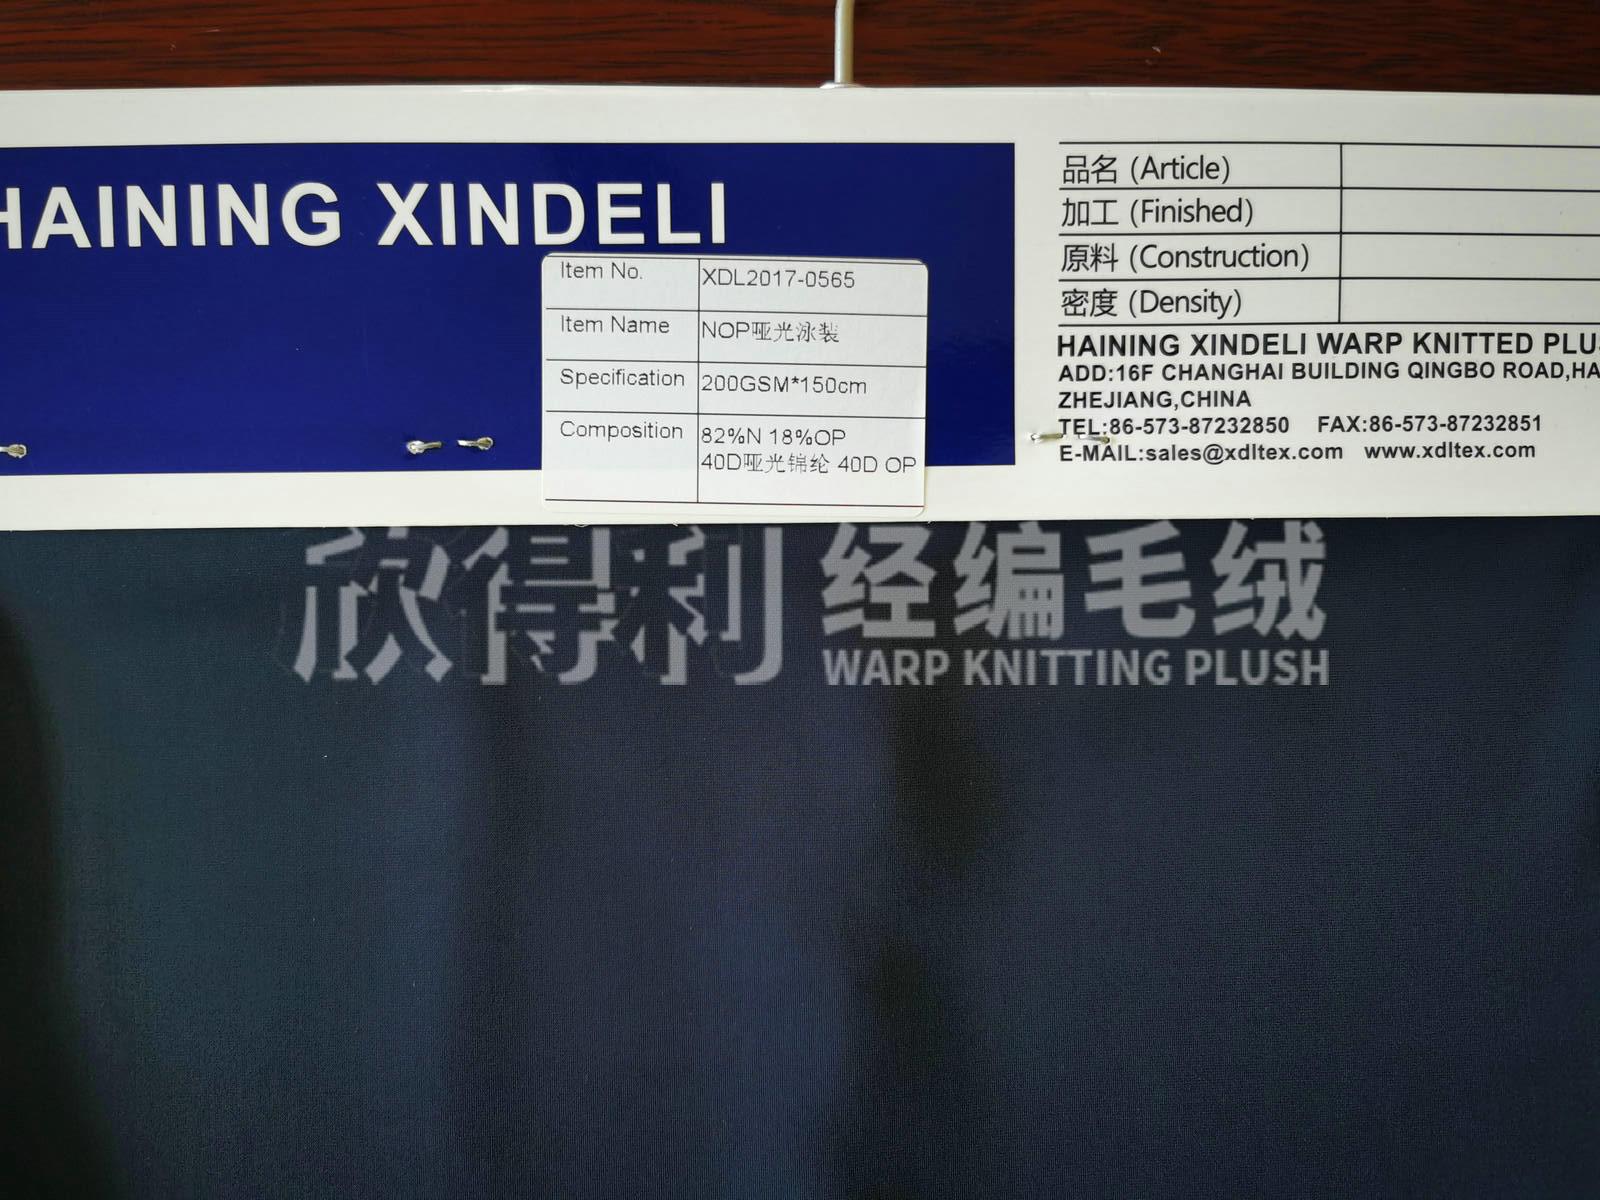 HAINING XINDELI
Item No. XDL2017-0565
Item Name NOP哑光泳装
Specification 200GSM*150cm
Composition 82%N 18%OP
40D哑光锦纶 40D OP
品名 (Article)
加工 (Finished)
原料 (Construction)
密度 (Density)
HAINING XINDELI WARP KNITTED
ADD:16F CHANGHAI BUILDING QINGBO ROAD,
ZHEJIANG,CHINA
TEL:86-573-87232850 FAX:86-573-87232851
E-MAIL:sales@xdltex.com www.xdltex.com
欣得利 经编毛绒
WARP KNITTING PLUSH